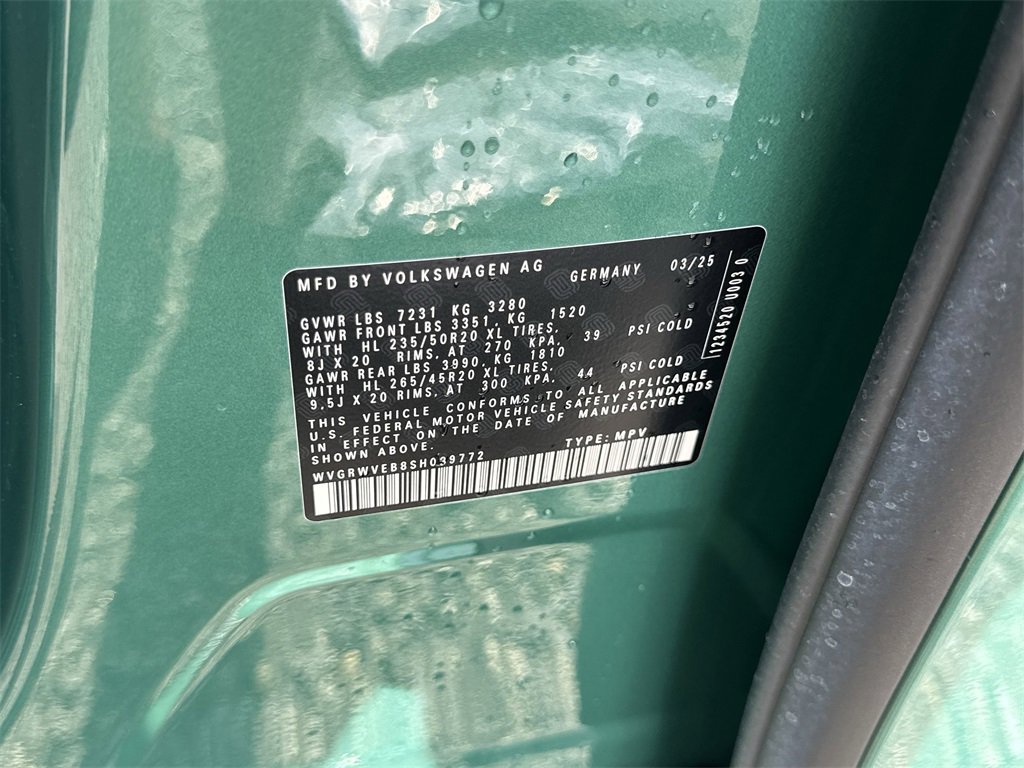 MFD BY VOLKSWAGEN AG GERMANY 03/25
GVWR LBS 7231 KG 3280
GAWR FRONT LBS 3351, KG 1520
WITH HL 235/50R20 XL TIRES,
8J X 20 RIMS, AT 270 KPA, 39 PSI COLD
GAWR REAR LBS 3990, KG 1810
WITH HL 265/45R20 XL TIRES,
9,5J X 20 RIMS, AT 300 KPA, 44 PSI COLD
THIS VEHICLE CONFORMS TO ALL APPLICABLE
U.S. FEDERAL MOTOR VEHICLE SAFETY STANDARDS
IN EFFECT ON THE DATE OF MANUFACTURE
SHOWN ABOVE.
WVGRWVEB8SH039772 TYPE: MPV
1234520 U003 0